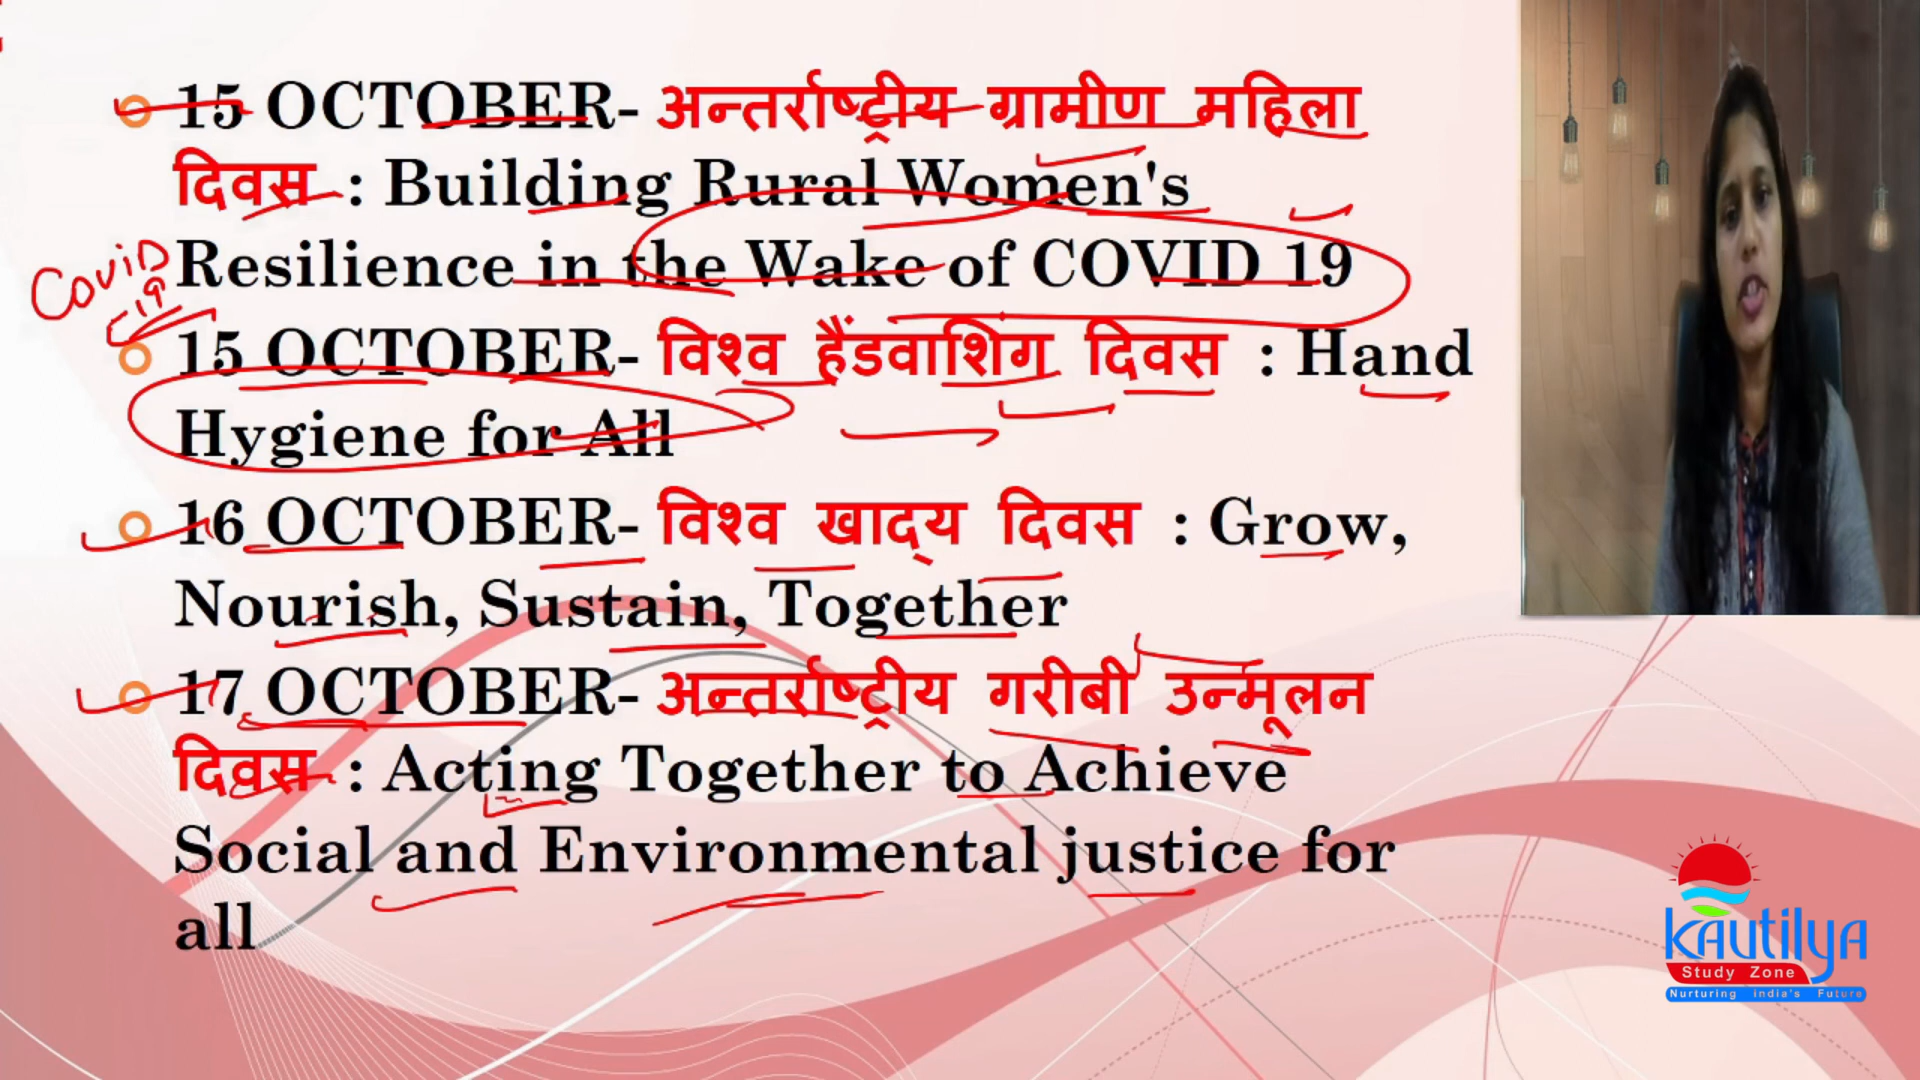 15 OCTOBER- अन्तर्राष्ट्रीय ग्रामीण महिला
दिवस : Building Rural Women's
Resilience in the Wake of COVID 19
CoviD
-19
15 OCTOBER- विश्व हैंडवाशिंग दिवस : Hand
Hygiene for All
16 OCTOBER- विश्व खाद्य दिवस : Grow,
Nourish, Sustain, Together
17 OCTOBER- अन्तर्राष्ट्रीय गरीबी उन्मूलन
दिवस : Acting Together to Achieve
Social and Environmental justice for
all
Kautilya
Study Zone
Nurturing India's Future